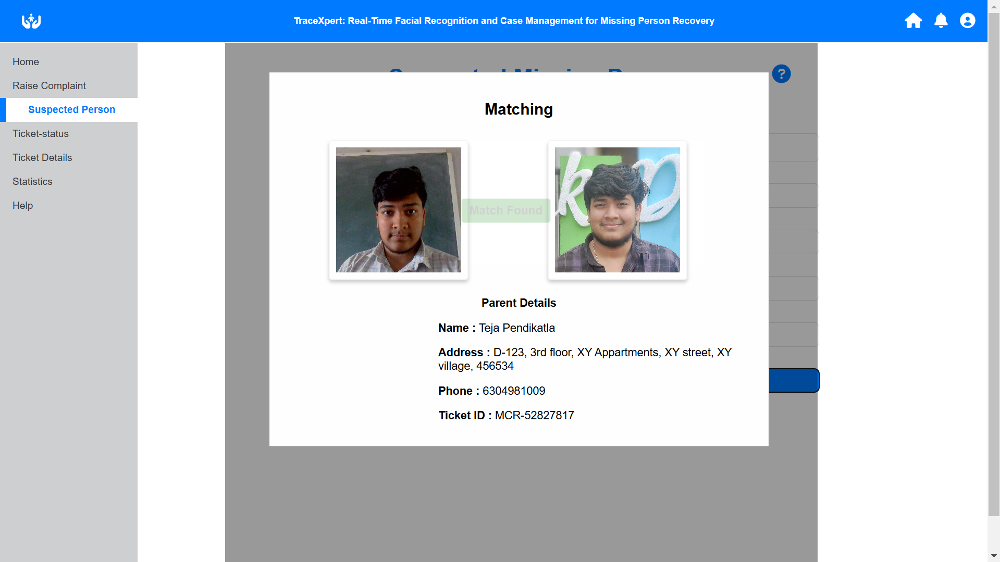 TraceXpert: Real-Time Facial Recognition and Case Management for Missing Person Recovery
Home
Raise Complaint
Suspected Person
Ticket-status
Ticket Details
Statistics
Help
?
Matching
Match Found
Parent Details
Name : Teja Pendikatla
Address : D-123, 3rd floor, XY Appartments, XY street, XY
village, 456534
Phone : 6304981009
Ticket ID : MCR-52827817